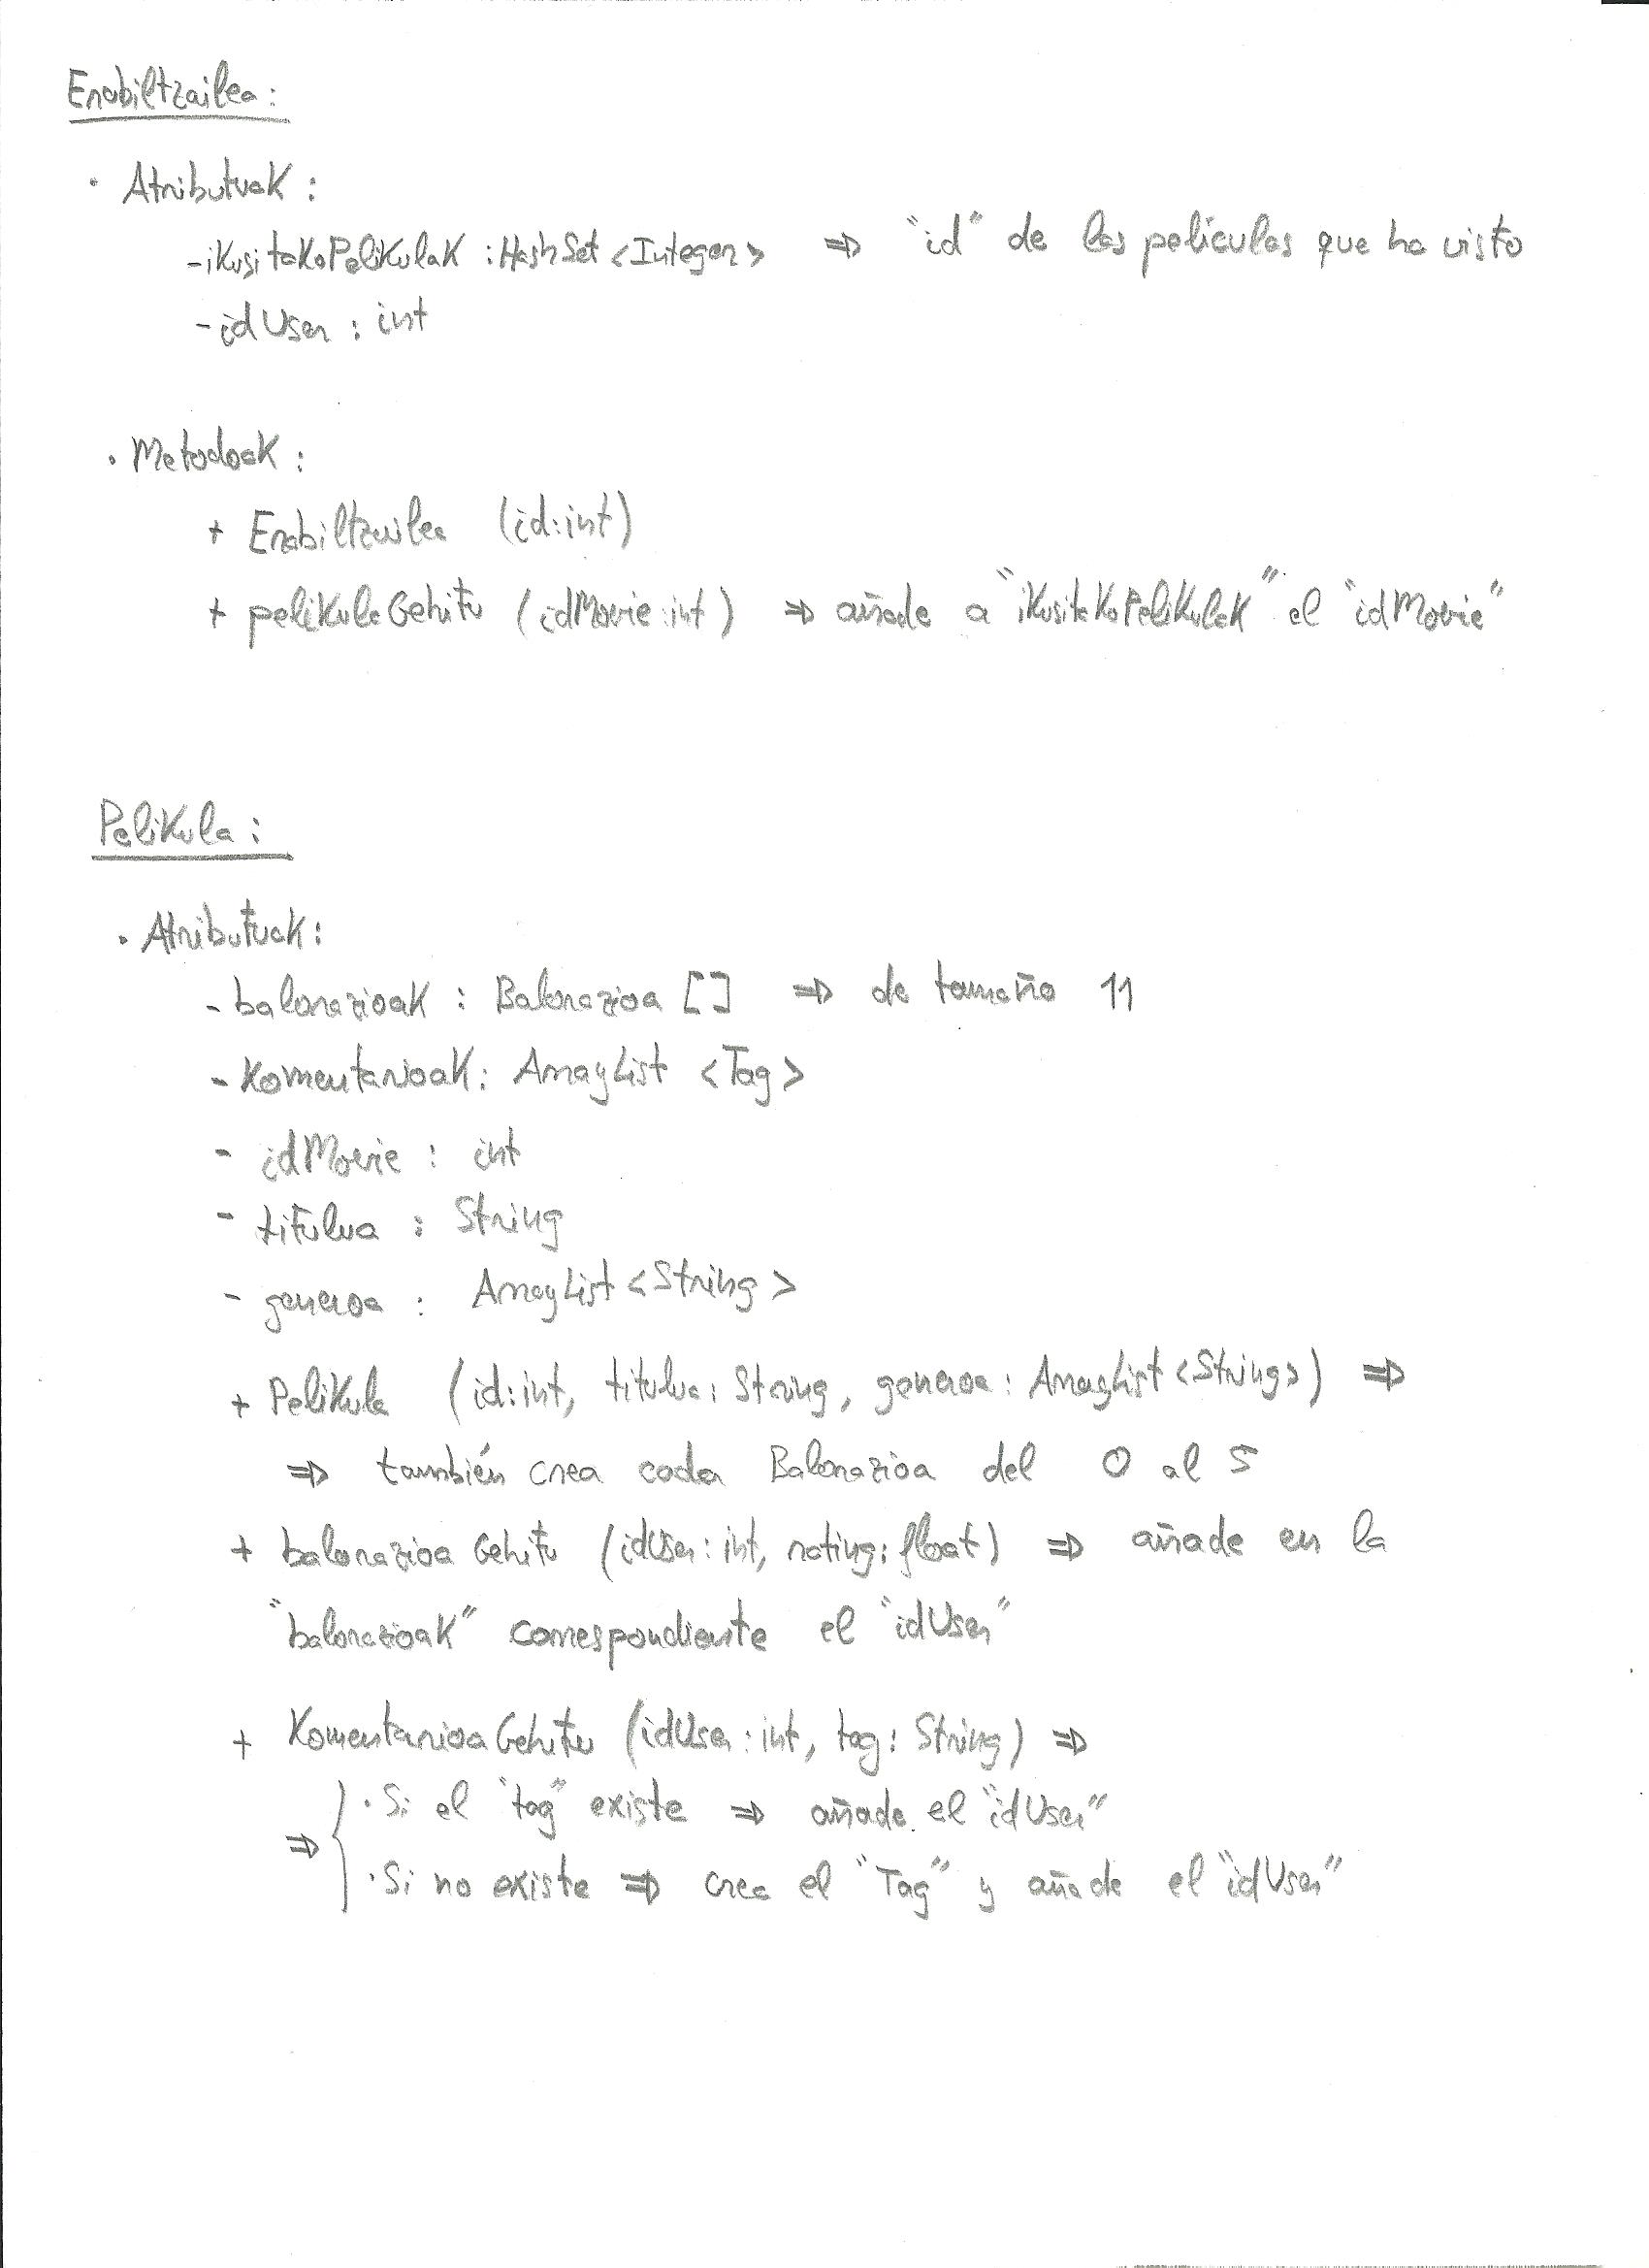 Erabiltzailea:
· Atributuak:
- ikusitakoPelikulak : HashSet <Integer> ⇒ "id" de las películas que ha visto
- idUser : int
· Metodoak:
+ Erabiltzailea (id:int)
+ pelikulaGehitu (idMovie:int) ⇒ añade a "ikusitakoPelikulak" el "idMovie"
Pelikula:
· Atributuak:
- balorazioak : Balorazioa [] ⇒ de tamaño 11
- Komentarioak: ArrayList <Tag>
- idMovie : int
- titulua : String
- generoa : ArrayList <String>
+ Pelikula (id:int, titulua: String, generoa: ArrayList <String>) ⇒
⇒ también crea cada Balorazioa del 0 al 5
+ balorazioa Gehitu (idUser: int, rating: float) ⇒ añade en la
"balorazioak" correspondiente el "idUser"
+ KomentarioaGehitu (idUser: int, tag: String) ⇒
· Si el "tag" existe ⇒ añade el "idUser"
⇒ {
· Si no existe ⇒ crea el "Tag" y añade el "idUser"